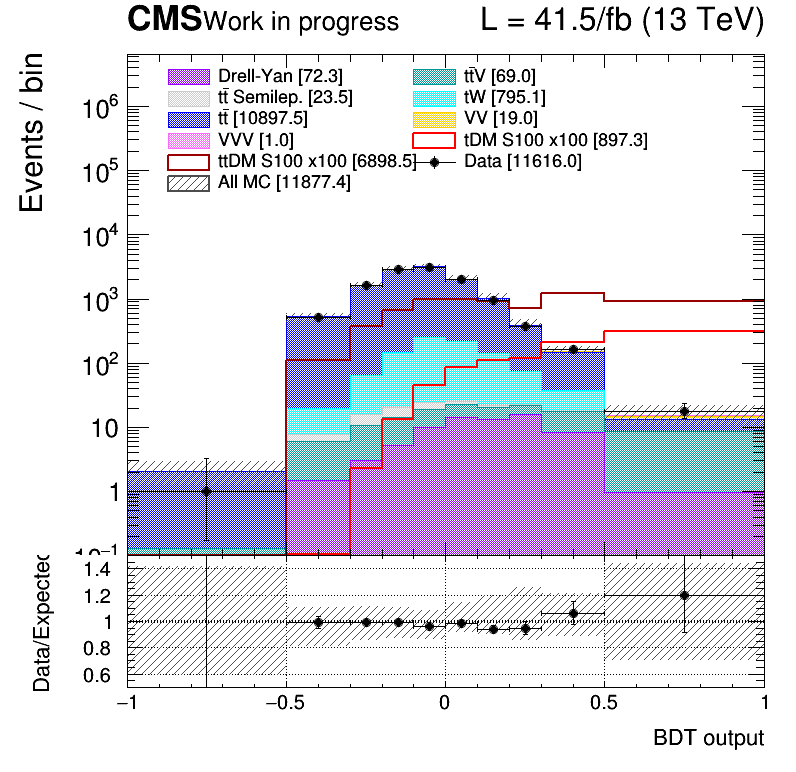 CMS Work in progress L = 41.5/fb (13 TeV)
Events / bin
Drell-Yan [72.3] tt̄V [69.0]
tt̄ Semilep. [23.5] tW [795.1]
tt̄ [10897.5] VV [19.0]
VVV [1.0] tDM S100 x100 [897.3]
ttDM S100 x100 [6898.5] Data [11616.0]
All MC [11877.4]
10⁶
10⁵
10⁴
10³
10²
10
1
10⁻¹
Data/Expected
1.4
1.2
1
0.8
0.6
−1 −0.5 0 0.5 1
BDT output